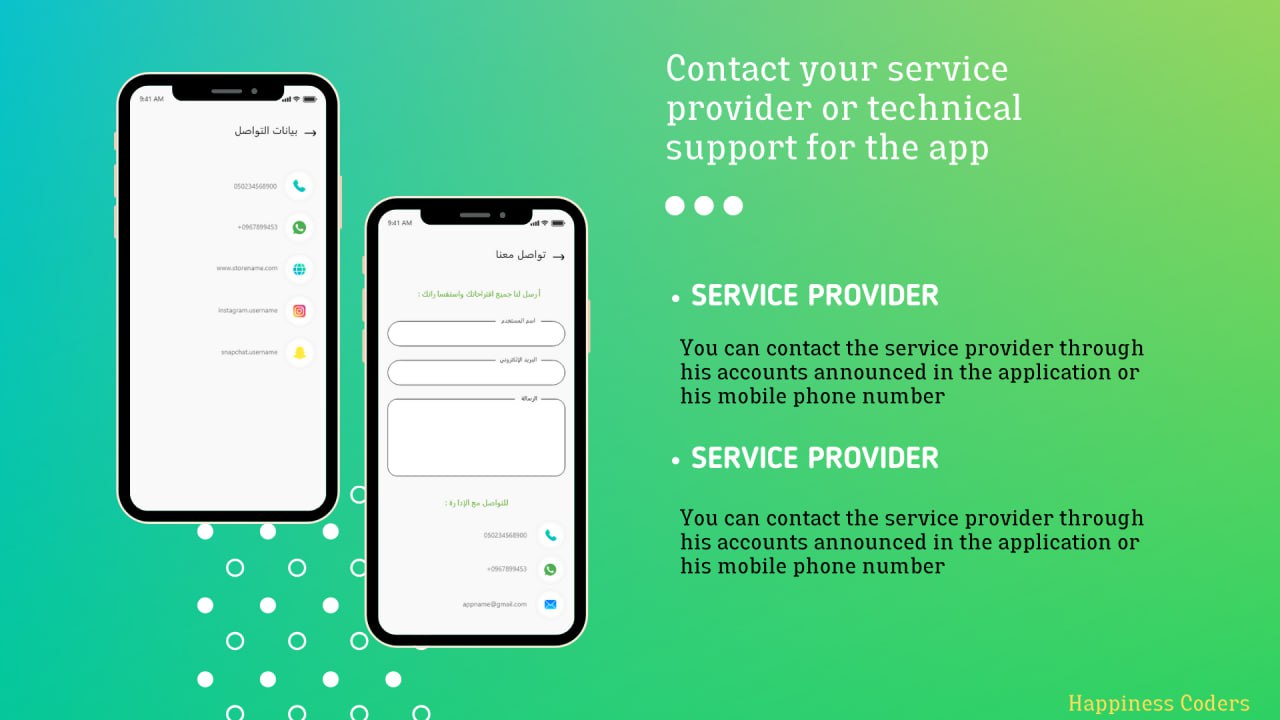 9:41 AM
بيانات التواصل
050234568900
+0967899453
www.storename.com
instagram.username
snapchat.username
9:41 AM
تواصل معنا
أرسل لنا جميع اقتراحاتك واستفسا راتك :
اسم المستخدم
البريد الإلكتروني
الرسالة
للتواصل مع الإدا رة :
050234568900
+0967899453
appname@gmail.com
Contact your service
provider or technical
support for the app
• SERVICE PROVIDER
You can contact the service provider through
his accounts announced in the application or
his mobile phone number
• SERVICE PROVIDER
You can contact the service provider through
his accounts announced in the application or
his mobile phone number
Happiness Coders